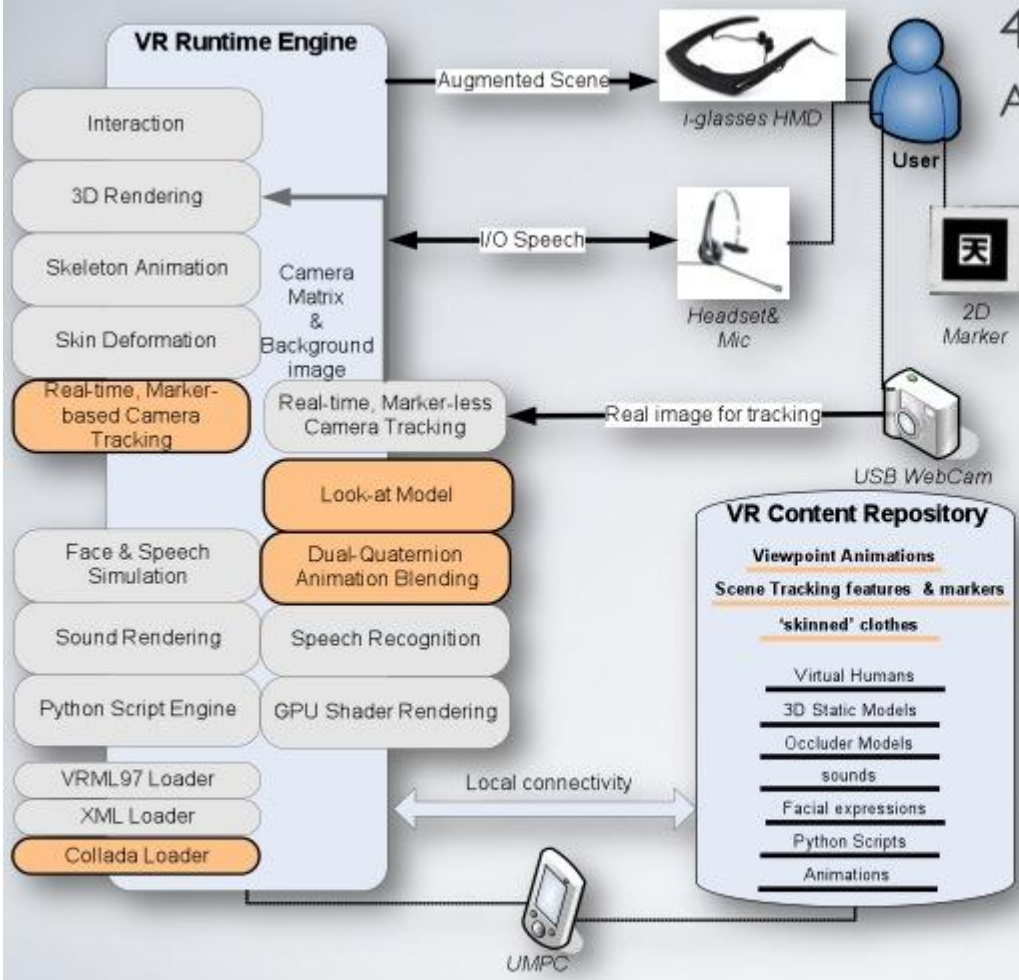 VR Runtime Engine
Interaction
3D Rendering
Skeleton Animation
Skin Deformation
Real-time, Marker-
based Camera
Tracking
Camera
Matrix
&
Background
image
Real-time, Marker-less
Camera Tracking
Look-at Model
Dual-Quaternion
Animation Blending
Face & Speech
Simulation
Sound Rendering
Speech Recognition
Python Script Engine
GPU Shader Rendering
VRML97 Loader
XML Loader
Collada Loader
Augmented Scene
i-glasses HMD
User
4
A
I/O Speech
Headset&
Mic
天
2D
Marker
Real image for tracking
USB WebCam
VR Content Repository
Viewpoint Animations
Scene Tracking features & markers
'skinned' clothes
Virtual Humans
3D Static Models
Occluder Models
sounds
Facial expressions
Python Scripts
Animations
Local connectivity
UMPC